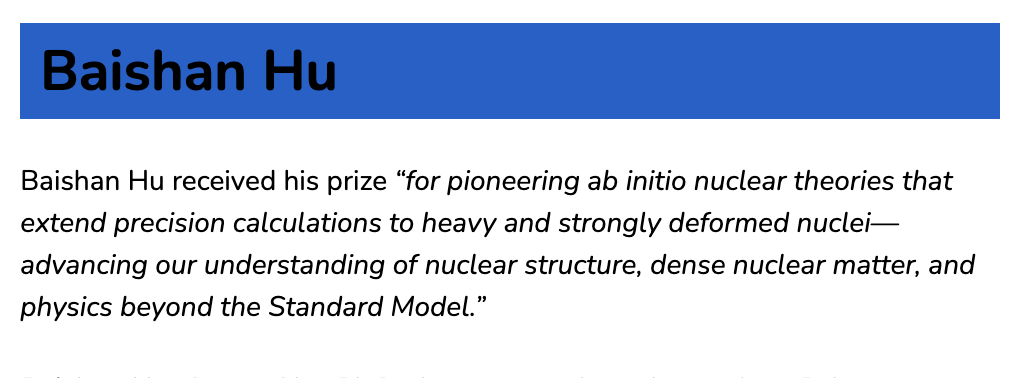 Baishan Hu
Baishan Hu received his prize “for pioneering ab initio nuclear theories that
extend precision calculations to heavy and strongly deformed nuclei—
advancing our understanding of nuclear structure, dense nuclear matter, and
physics beyond the Standard Model.”